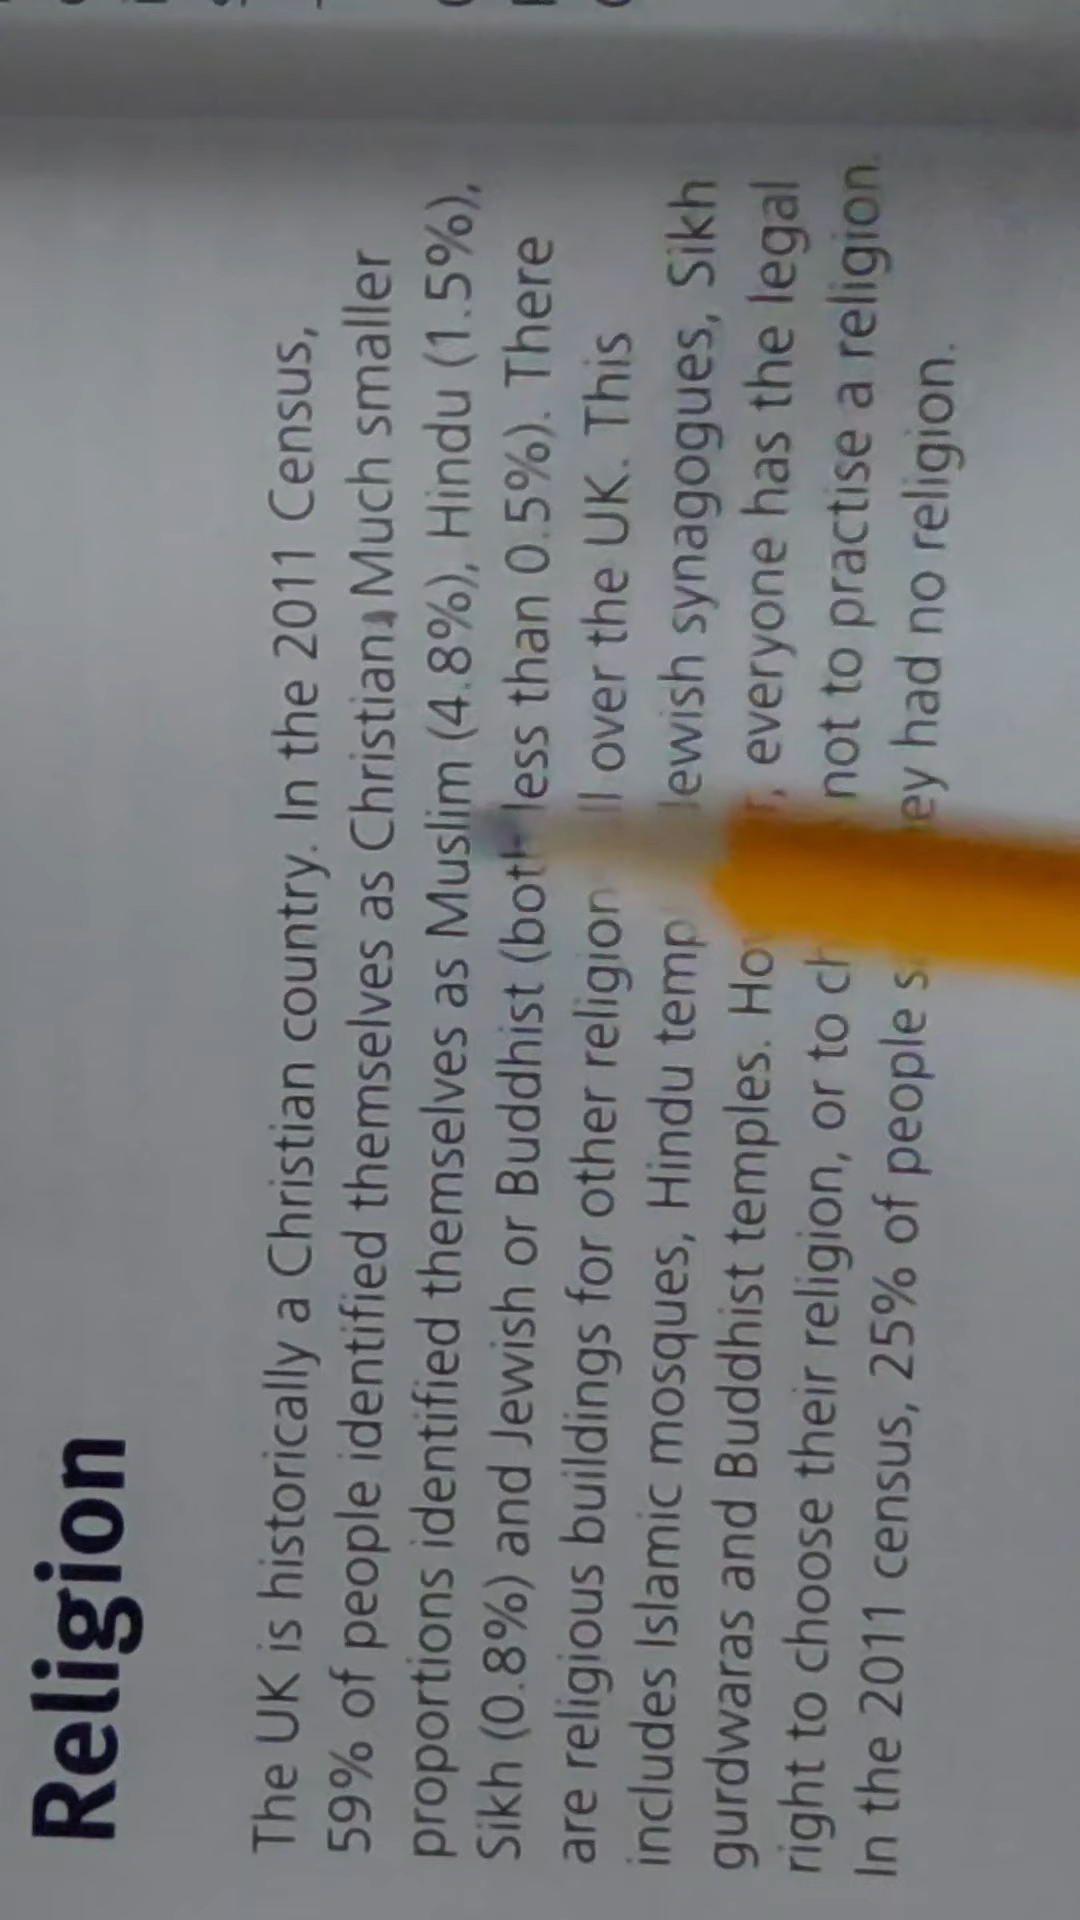 Religion
The UK is historically a Christian country. In the 2011 Census,
59% of people identified themselves as Christian. Much smaller
proportions identified themselves as Muslim (4.8%), Hindu (1.5%),
Sikh (0.8%) and Jewish or Buddhist (both less than 0.5%). There
are religious buildings for other over the UK. This
includes Islamic mosques, Hindu Jewish synagogues, Sikh
gurdwaras and Buddhist temples. everyone has the legal
right to choose their religion, or to not to practise a religion.
In the 2011 census, 25% of people had no religion.